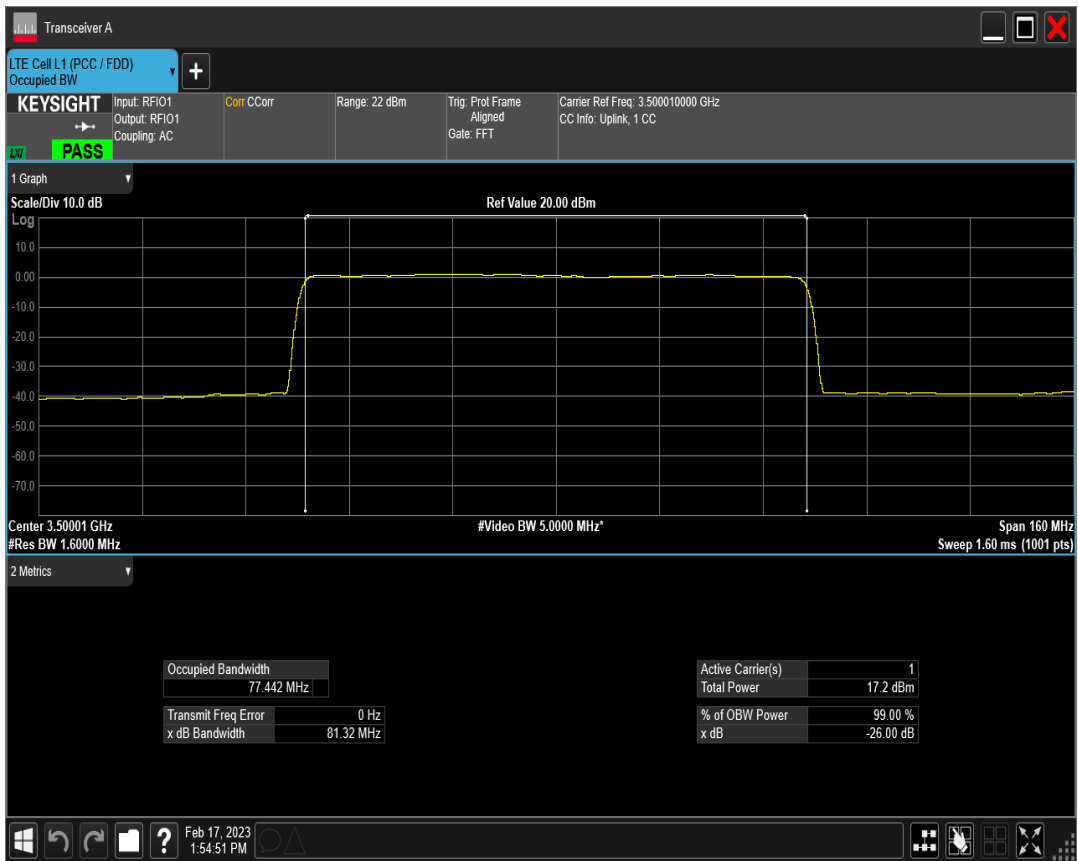 Transceiver A
LTE Cell L1 (PCC / FDD)
Occupied BW
KEYSIGHT
LXI
PASS
Input: RFIO1
Output: RFIO1
Coupling: AC
Corr CCorr
Range: 22 dBm
Trig: Prot Frame
Aligned
Gate: FFT
Carrier Ref Freq: 3.500010000 GHz
CC Info: Uplink, 1 CC
1 Graph
Scale/Div 10.0 dB
Ref Value 20.00 dBm
Log
10.0
0.00
-10.0
-20.0
-30.0
-40.0
-50.0
-60.0
-70.0
Center 3.50001 GHz
#Video BW 5.0000 MHz*
Span 160 MHz
#Res BW 1.6000 MHz
Sweep 1.60 ms (1001 pts)
2 Metrics
Occupied Bandwidth
77.442 MHz
Transmit Freq Error 0 Hz
x dB Bandwidth 81.32 MHz
Active Carrier(s) 1
Total Power 17.2 dBm
% of OBW Power 99.00 %
x dB -26.00 dB
Feb 17, 2023
1:54:51 PM